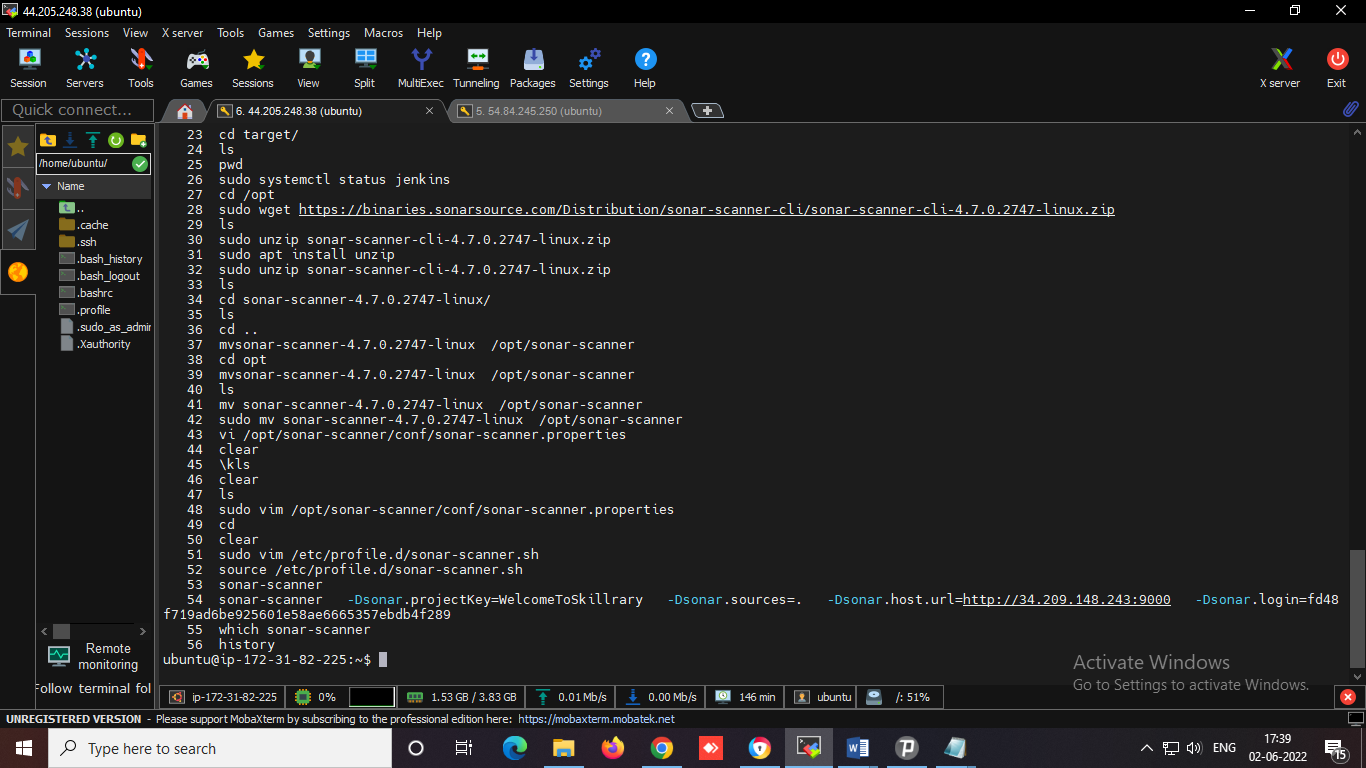 44.205.248.38 (ubuntu)
Terminal Sessions View X server Tools Games Settings Macros Help
Session Servers Tools Games Sessions View Split MultiExec Tunneling Packages Settings Help X server Exit
Quick connect...
6. 44.205.248.38 (ubuntu)
5. 54.84.245.250 (ubuntu)
/home/ubuntu/
Name
..
.cache
.ssh
.bash_history
.bash_logout
.bashrc
.profile
.sudo_as_admir
.Xauthority
Remote
monitoring
Follow terminal fol
23 cd target/
24 ls
25 pwd
26 sudo systemctl status jenkins
27 cd /opt
28 sudo wget https://binaries.sonarsource.com/Distribution/sonar-scanner-cli/sonar-scanner-cli-4.7.0.2747-linux.zip
29 ls
30 sudo unzip sonar-scanner-cli-4.7.0.2747-linux.zip
31 sudo apt install unzip
32 sudo unzip sonar-scanner-cli-4.7.0.2747-linux.zip
33 ls
34 cd sonar-scanner-4.7.0.2747-linux/
35 ls
36 cd ..
37 mvsonar-scanner-4.7.0.2747-linux /opt/sonar-scanner
38 cd opt
39 mvsonar-scanner-4.7.0.2747-linux /opt/sonar-scanner
40 ls
41 mv sonar-scanner-4.7.0.2747-linux /opt/sonar-scanner
42 sudo mv sonar-scanner-4.7.0.2747-linux /opt/sonar-scanner
43 vi /opt/sonar-scanner/conf/sonar-scanner.properties
44 clear
45 \kls
46 clear
47 ls
48 sudo vim /opt/sonar-scanner/conf/sonar-scanner.properties
49 cd
50 clear
51 sudo vim /etc/profile.d/sonar-scanner.sh
52 source /etc/profile.d/sonar-scanner.sh
53 sonar-scanner
54 sonar-scanner -Dsonar.projectKey=WelcomeToSkillrary -Dsonar.sources=. -Dsonar.host.url=http://34.209.148.243:9000 -Dsonar.login=fd48
f719ad6be925601e58ae6665357ebdb4f289
55 which sonar-scanner
56 history
ubuntu@ip-172-31-82-225:~$
Activate Windows
Go to Settings to activate Windows.
ip-172-31-82-225 0% 1.53 GB / 3.83 GB 0.01 Mb/s 0.00 Mb/s 146 min ubuntu /: 51%
UNREGISTERED VERSION - Please support MobaXterm by subscribing to the professional edition here: https://mobaxterm.mobatek.net
Type here to search
ENG
17:39
02-06-2022
15